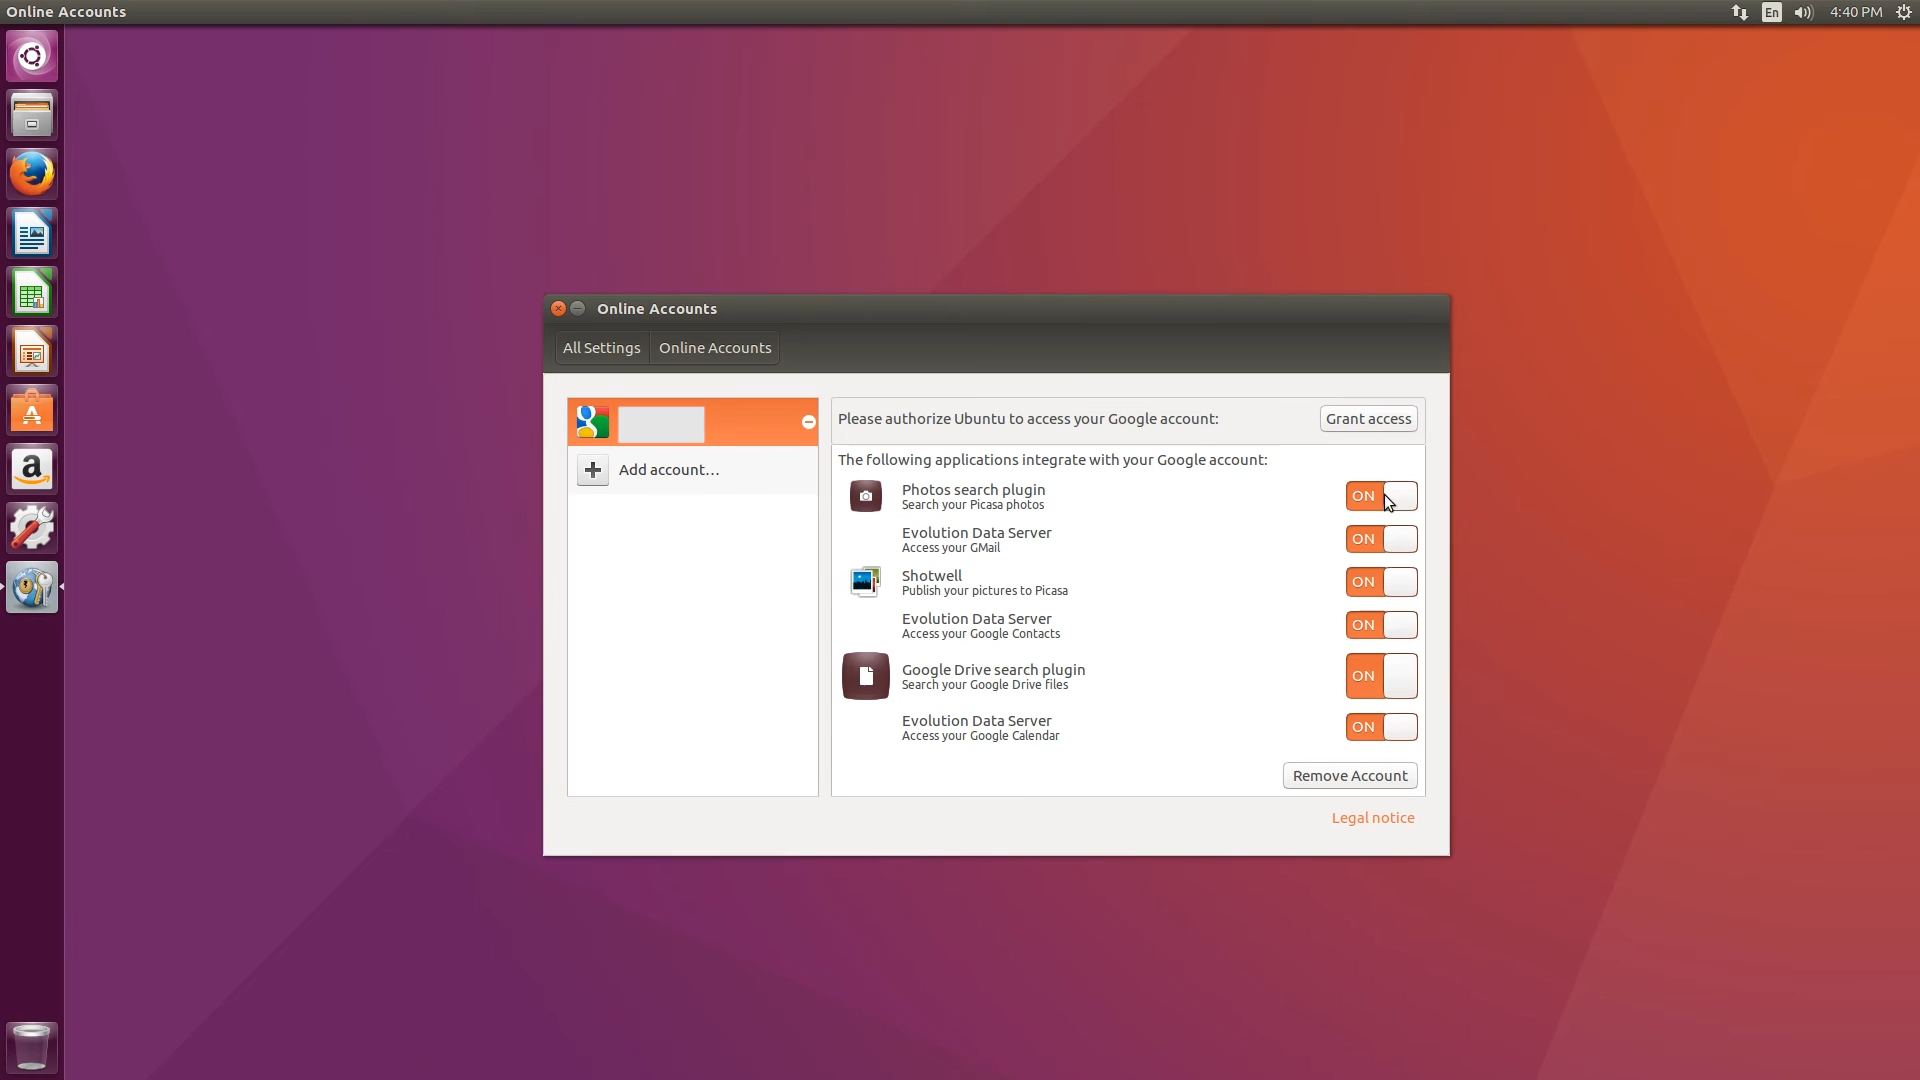 Online Accounts
En
4:40 PM
Online Accounts
All Settings
Online Accounts
Please authorize Ubuntu to access your Google account:
Grant access
Add account...
The following applications integrate with your Google account:
Photos search plugin
Search your Picasa photos
ON
Evolution Data Server
Access your GMail
ON
Shotwell
Publish your pictures to Picasa
ON
Evolution Data Server
Access your Google Contacts
ON
Google Drive search plugin
Search your Google Drive files
ON
Evolution Data Server
Access your Google Calendar
ON
Remove Account
Legal notice